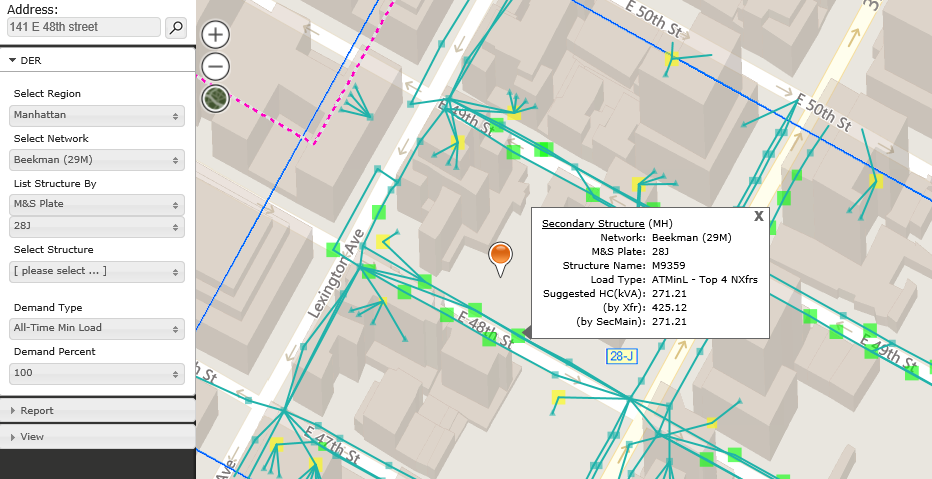 Address:
141 E 48th street
DER
Select Region
Manhattan
Select Network
Beekman (29M)
List Structure By
M&S Plate
28J
Select Structure
[ please select ... ]
Demand Type
All-Time Min Load
Demand Percent
100
Report
View
E 50th St
E 50th St
E 49th St
Lexington Ave
X
Secondary Structure (MH)
Network: Beekman (29M)
M&S Plate: 28J
Structure Name: M9359
Load Type: ATMinL - Top 4 NXfrs
Suggested HC(kVA): 271.21
(by Xfr): 425.12
(by SecMain): 271.21
E 48th St
28-J
E 49th St
h St
E 47th St
Ave